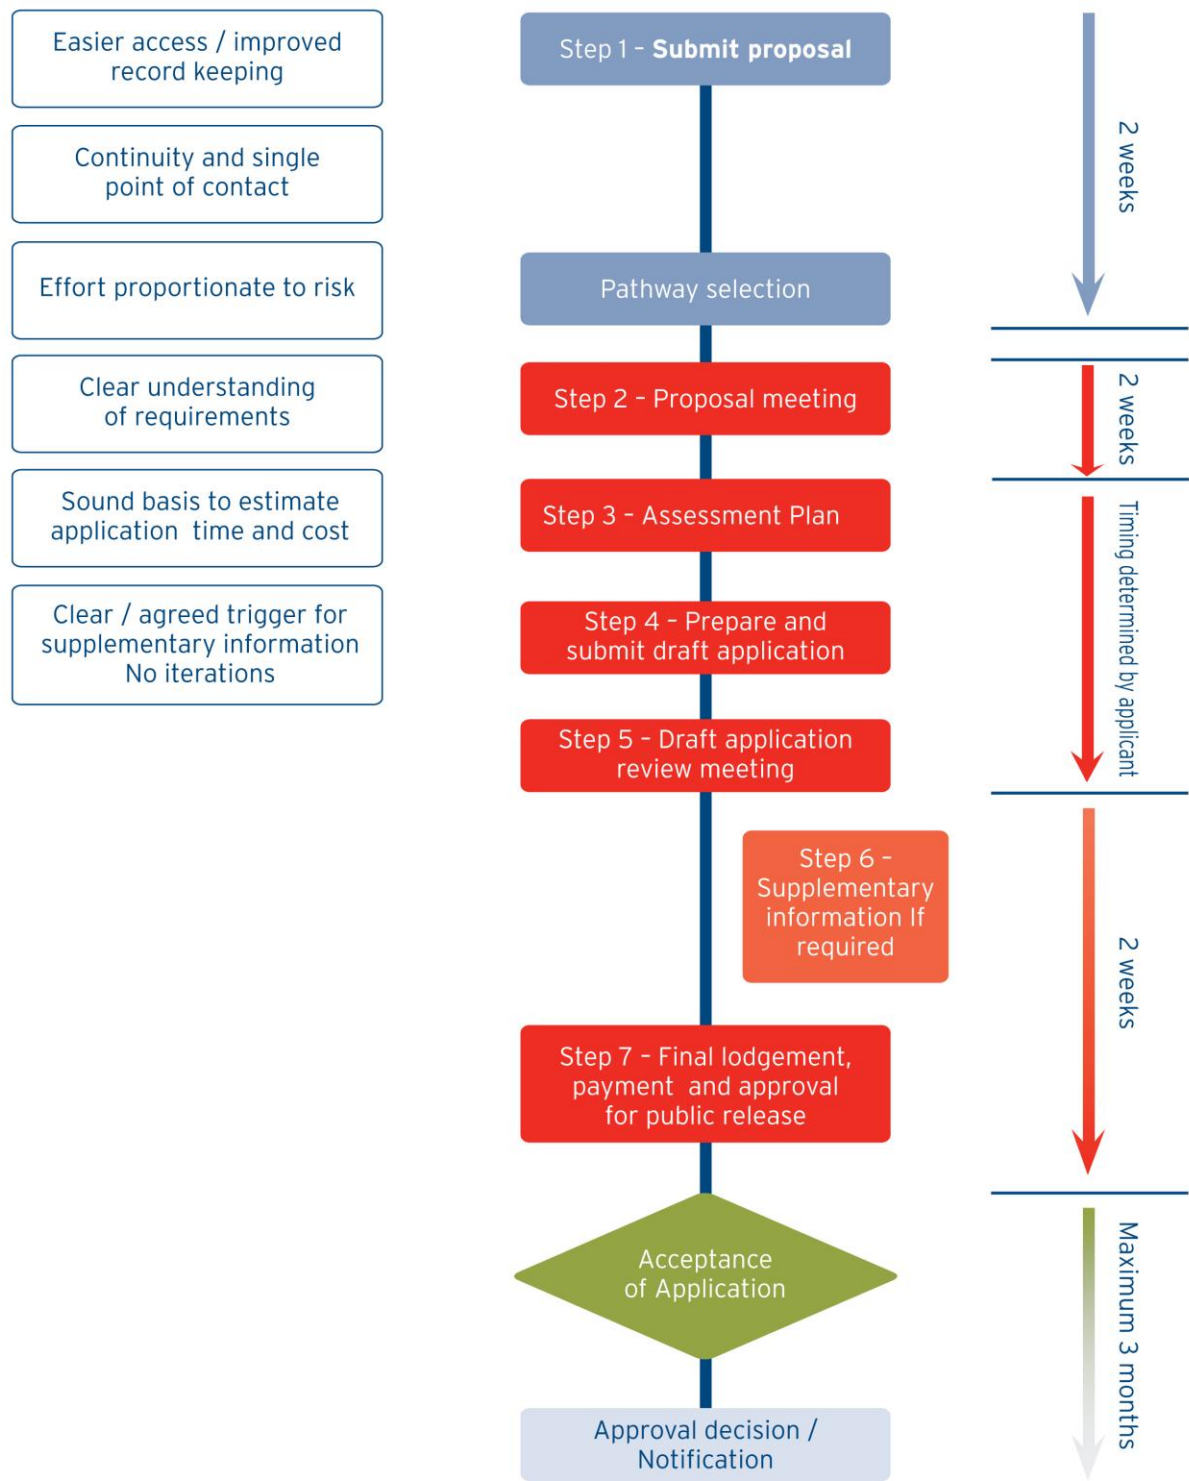 Easier access / improved
record keeping
Continuity and single
point of contact
Effort proportionate to risk
Clear understanding
of requirements
Sound basis to estimate
application time and cost
Clear / agreed trigger for
supplementary information
No iterations
Step 1 – Submit proposal
Pathway selection
Step 2 – Proposal meeting
Step 3 – Assessment Plan
Step 4 – Prepare and
submit draft application
Step 5 – Draft application
review meeting
Step 6 –
Supplementary
information If
required
Step 7 – Final lodgement,
payment and approval
for public release
Acceptance
of Application
Approval decision /
Notification
2 weeks
2 weeks
Timing determined by applicant
2 weeks
Maximum 3 months